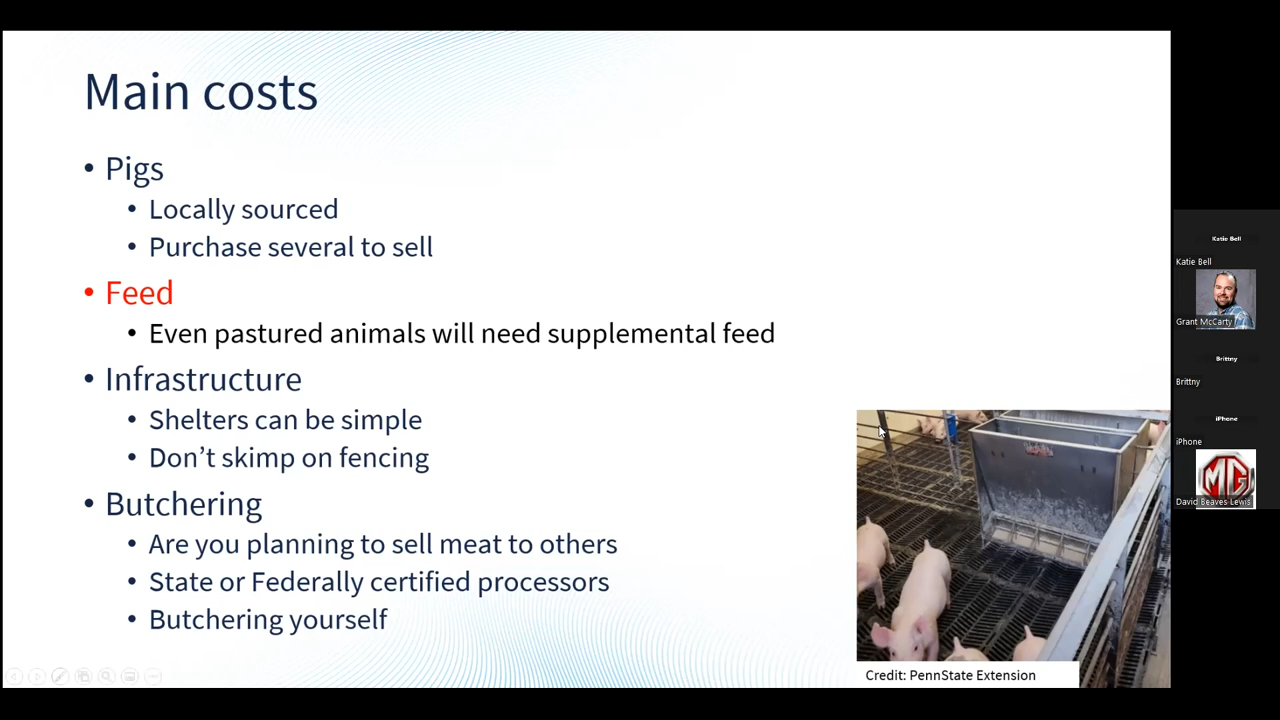 Main costs
• Pigs
• Locally sourced
• Purchase several to sell
• Feed
• Even pastured animals will need supplemental feed
• Infrastructure
• Shelters can be simple
• Don’t skimp on fencing
• Butchering
• Are you planning to sell meat to others
• State or Federally certified processors
• Butchering yourself
Credit: PennState Extension
Katie Bell
Katie Bell
Grant McCarty
Brittny
Brittny
iPhone
iPhone
MG
David Beaves Lewis